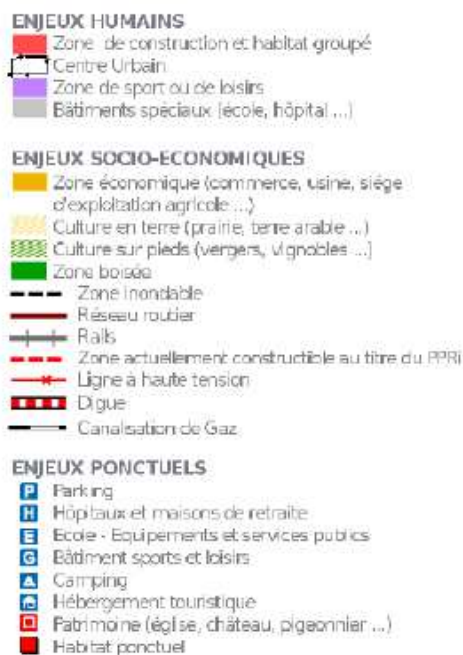 ENJEUX HUMAINS
Zone de construction et habitat groupé
Centre Urbain
Zone de sport ou de loisirs
Bâtiments spéciaux (école, hôpital ...)
ENJEUX SOCIO-ECONOMIQUES
Zone économique (commerce, usine, siége
d'exploitation agricole ...)
Culture en terre (prairie, terre arable ...)
Culture sur pieds (vergers, vignobles ...)
Zone boisée
Zone inondable
Réseau routier
Rails
Zone actuellement constructible au titre du PPRi
Ligne à haute tension
Digue
Canalisation de Gaz
ENJEUX PONCTUELS
P Parking
H Hôpitaux et maisons de retraite
E Ecole - Equipements et services publics
G Bâtiment sports et loisirs
Camping
Hébergement touristique
Patrimoine (église, château, pigeonnier ...)
Habitat ponctuel